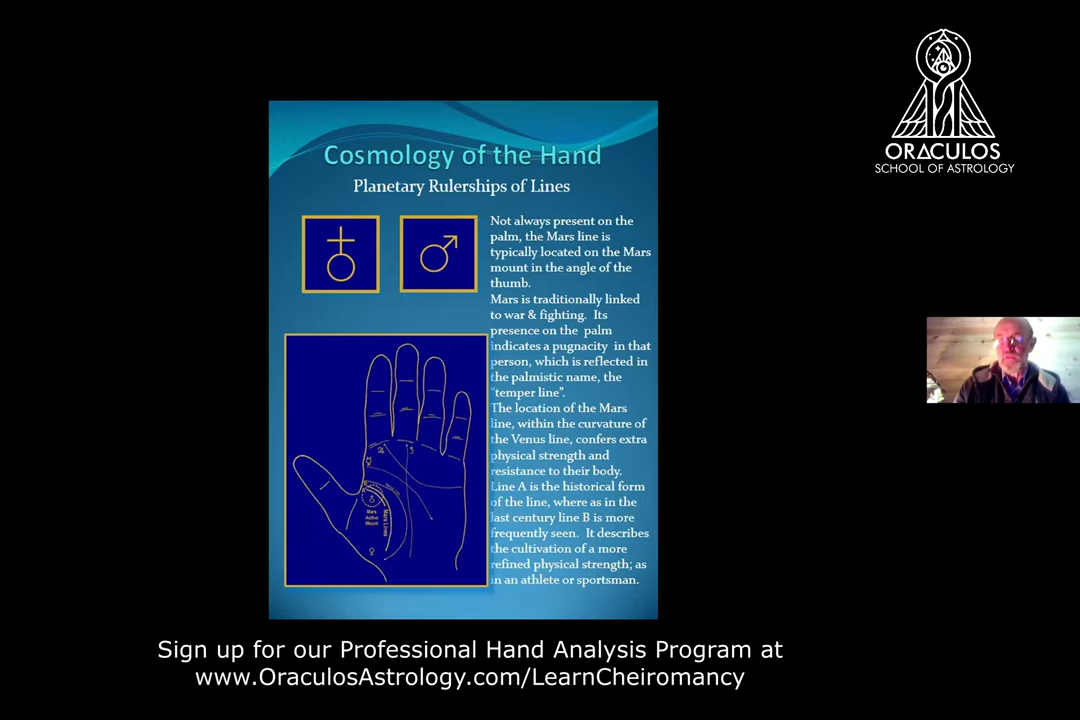 ORACULOS
SCHOOL OF ASTROLOGY
Cosmology of the Hand
Planetary Rulerships of Lines
Not always present on the
palm, the Mars line is
typically located on the Mars
mount in the angle of the
thumb.
Mars is traditionally linked
to war & fighting. Its
presence on the palm
indicates a pugnacity in that
person, which is reflected in
the palmistic name, the
"temper line".
The location of the Mars
line, within the curvature of
the Venus line, confers extra
physical strength and
resistance to their body.
Line A is the historical form
of the line, where as in the
last century line B is more
frequently seen. It describes
the cultivation of a more
refined physical strength; as
in an athlete or sportsman.
Mars
Active
Mount
Mars Lines
Sign up for our Professional Hand Analysis Program at
www.OraculosAstrology.com/LearnCheiromancy